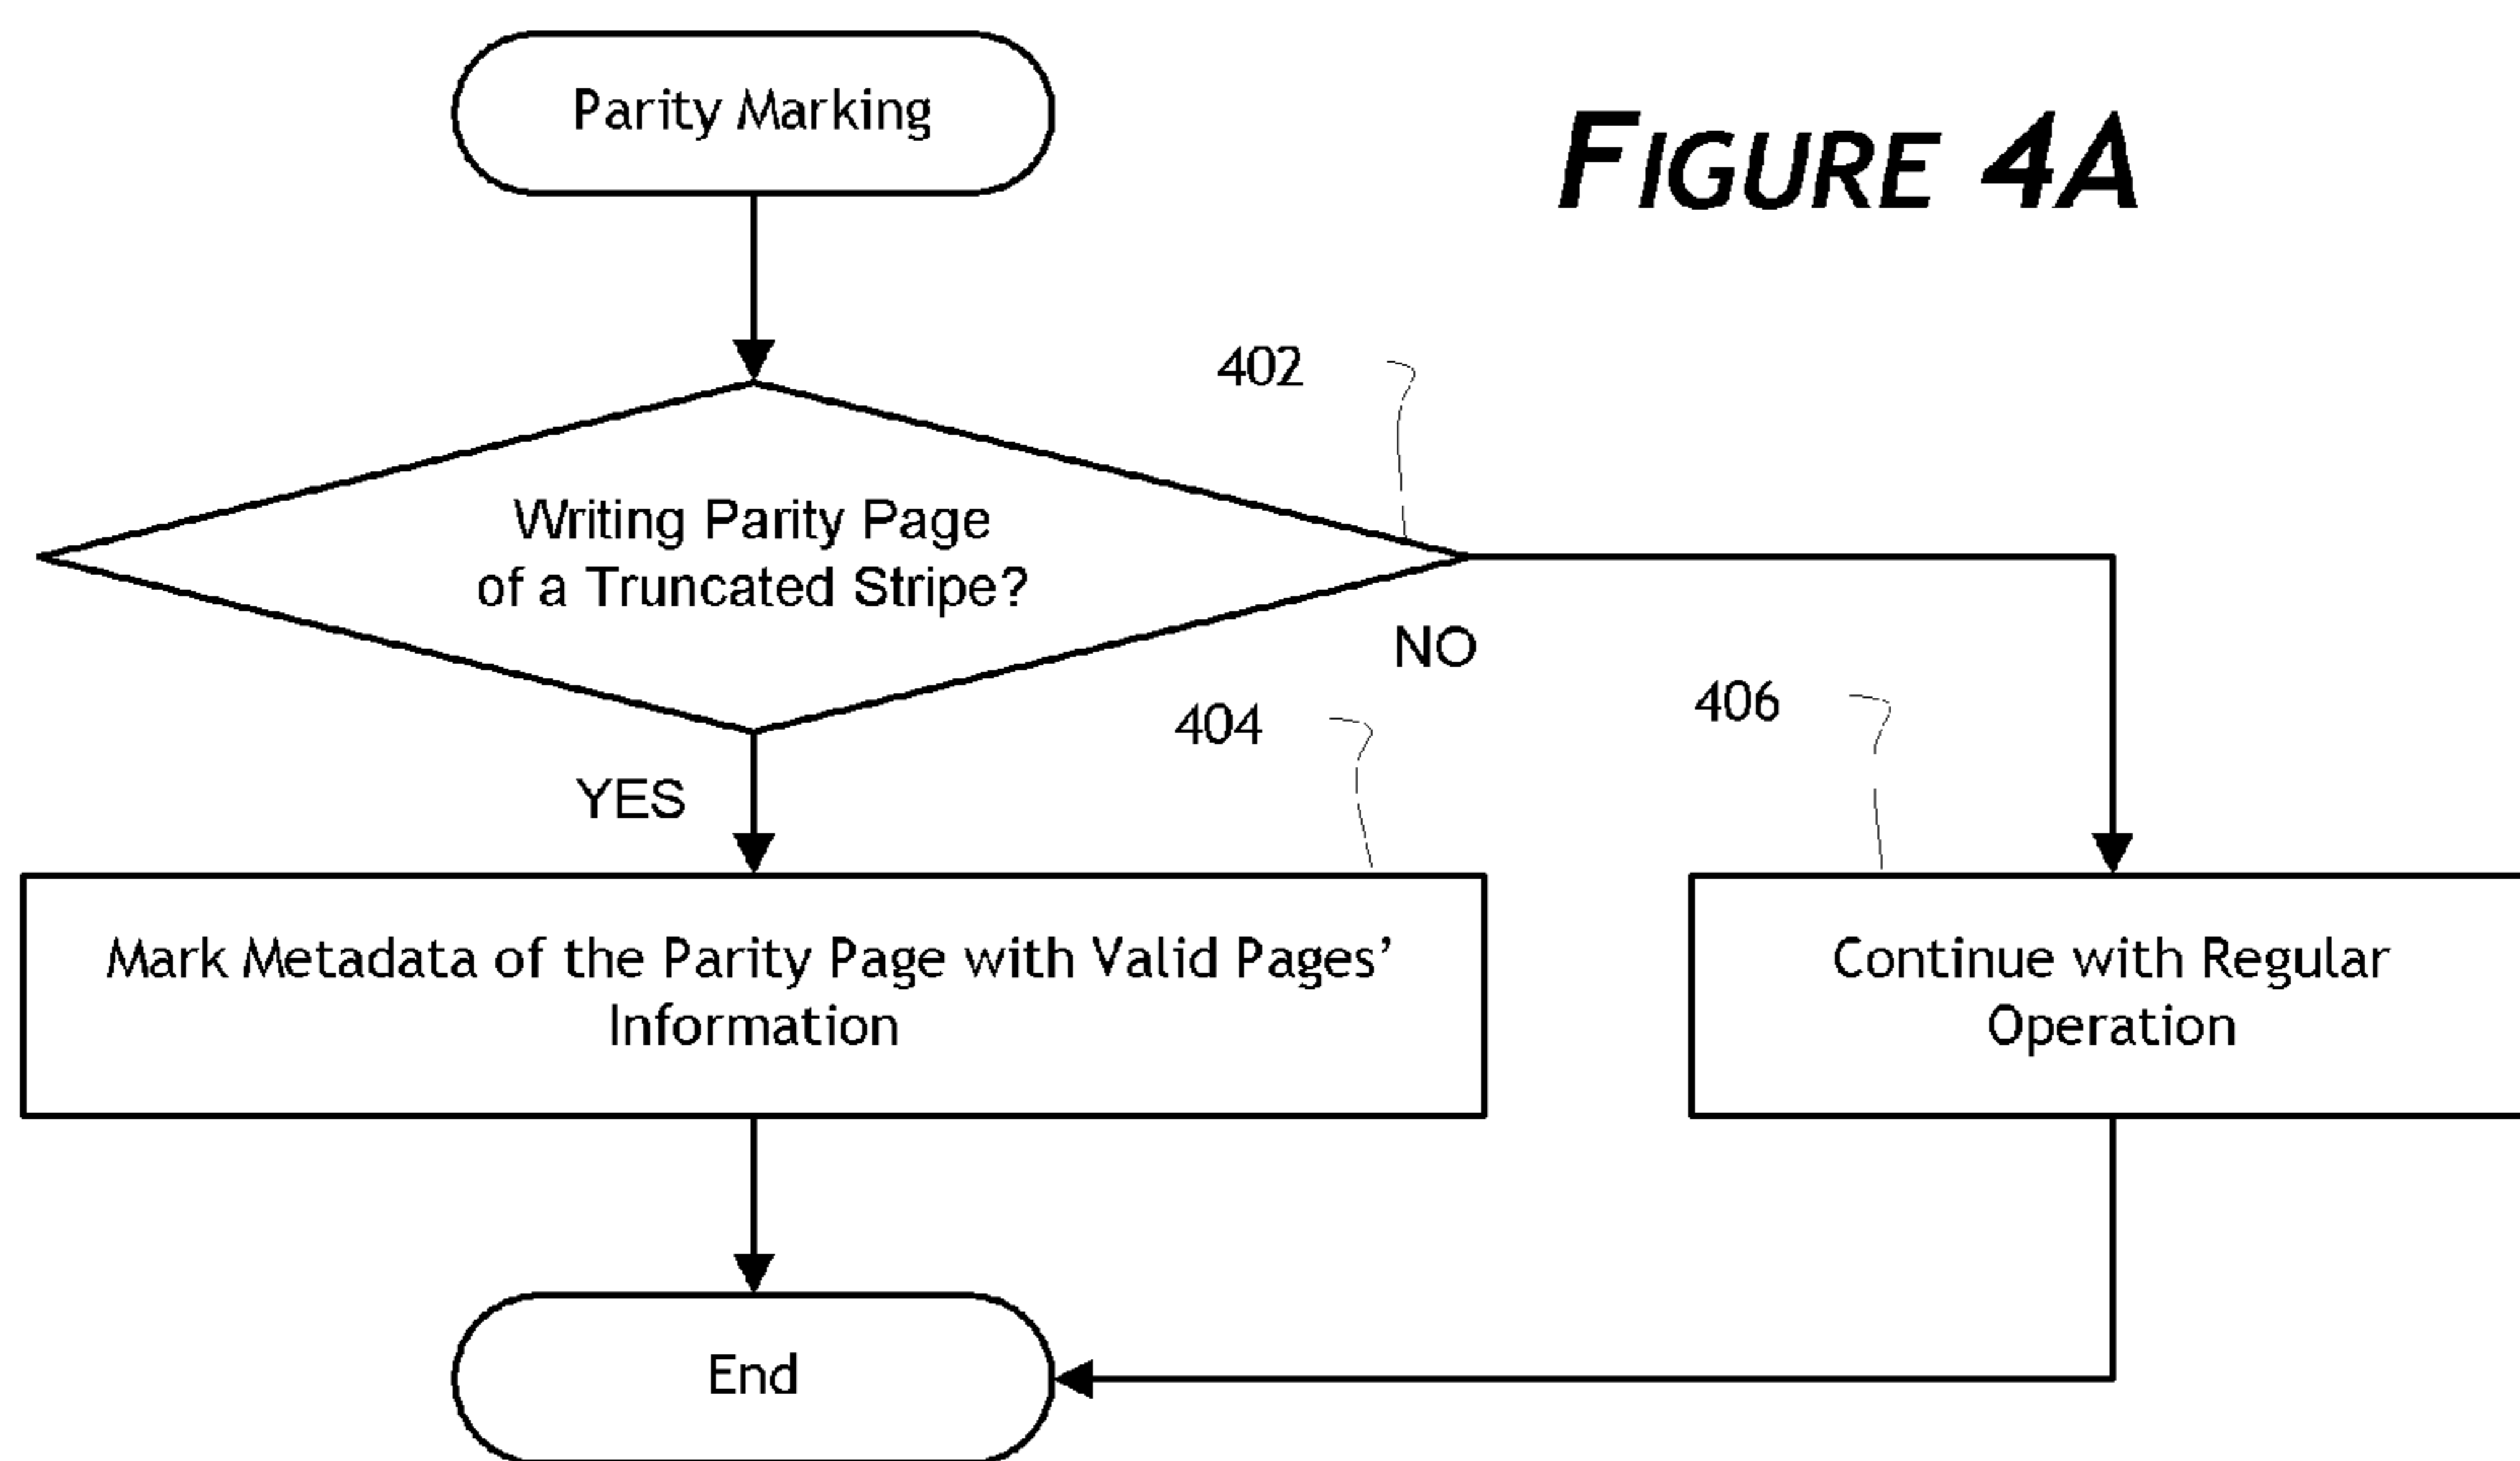 Parity Marking
FIGURE 4A
402
Writing Parity Page
of a Truncated Stripe?
NO
404
406
YES
Mark Metadata of the Parity Page with Valid Pages’
Information
Continue with Regular
Operation
End